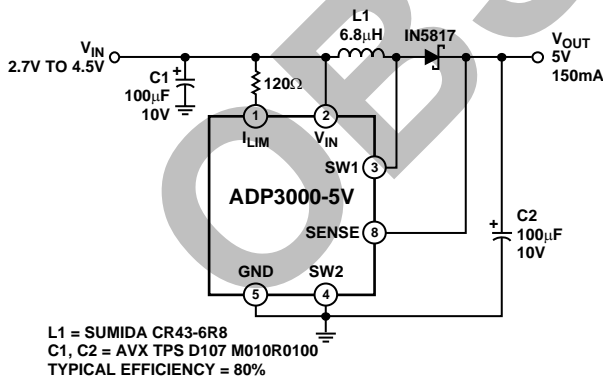 L1
6.8μH
IN5817
VIN
2.7V TO 4.5V
VOUT
5V
150mA
C1 +
100μF
10V
120Ω
1
2
ILIM
VIN
SW1 3
ADP3000-5V
SENSE 8
+ C2
100μF
10V
GND SW2
5 4
L1 = SUMIDA CR43-6R8
C1, C2 = AVX TPS D107 M010R0100
TYPICAL EFFICIENCY = 80%
OBS